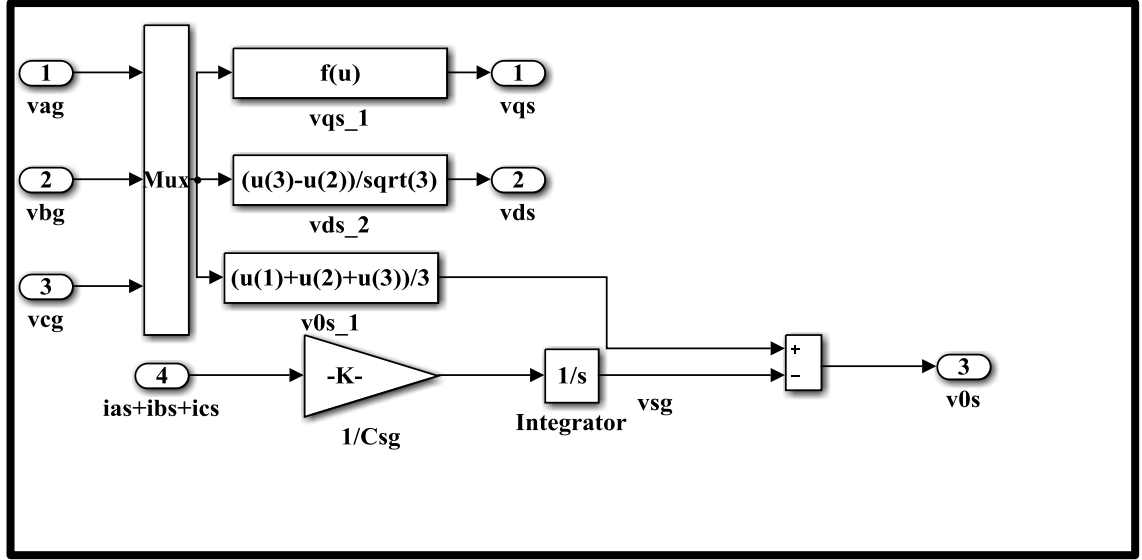 1
vag
2
vbg
3
vcg
Mux
f(u)
vqs_1
1
vqs
(u(3)-u(2))/sqrt(3)
vds_2
2
vds
(u(1)+u(2)+u(3))/3
v0s_1
4
ias+ibs+ics
-K-
1/Csg
1/s
Integrator
vsg
+
−
3
v0s